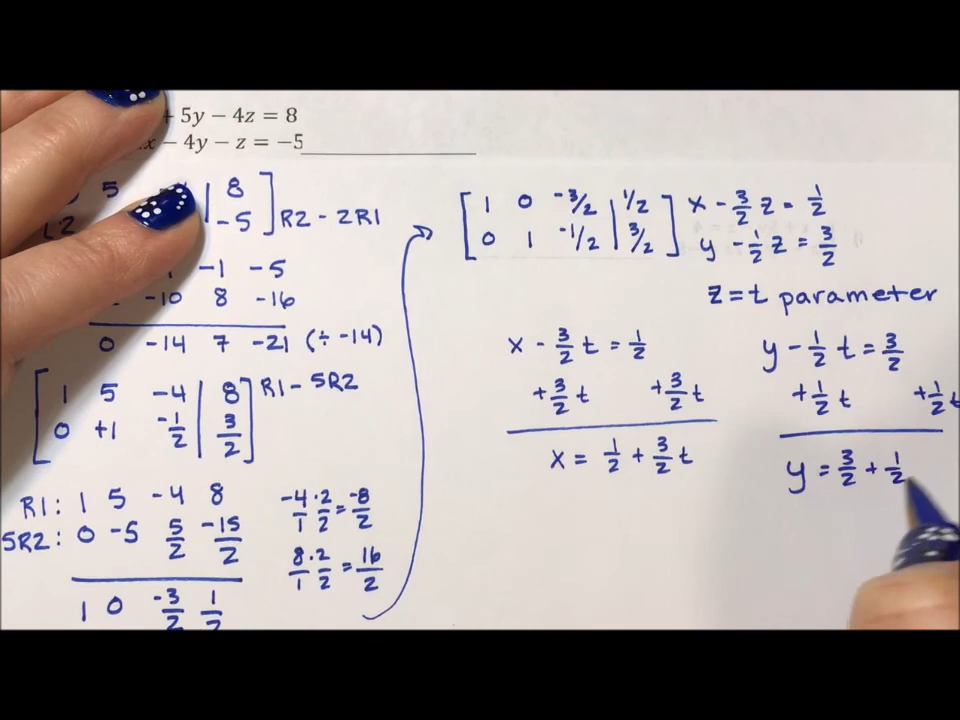 + 5y − 4z = 8
x − 4y − z = −5
5 | 8 ]
| −5 ] R2 − 2R1
−1 −5
−10 8 −16
0 −14 7 −21 (÷ −14)
[ 1 5 −4 | 8 ] R1 − 5R2
[ 0 +1 −1/2 | 3/2 ]
R1: 1 5 −4 8
5R2: 0 −5 5/2 −15/2
1 0 −3/2 1/2
−4/1 · 2/2 = −8/2
8/1 · 2/2 = 16/2
[ 1 0 −3/2 | 1/2 ] x − 3/2 z = 1/2
[ 0 1 −1/2 | 3/2 ] y − 1/2 z = 3/2
z = t parameter
x − 3/2 t = 1/2
+3/2 t +3/2 t
x = 1/2 + 3/2 t
y − 1/2 t = 3/2
+1/2 t +1/2 t
y = 3/2 + 1/2